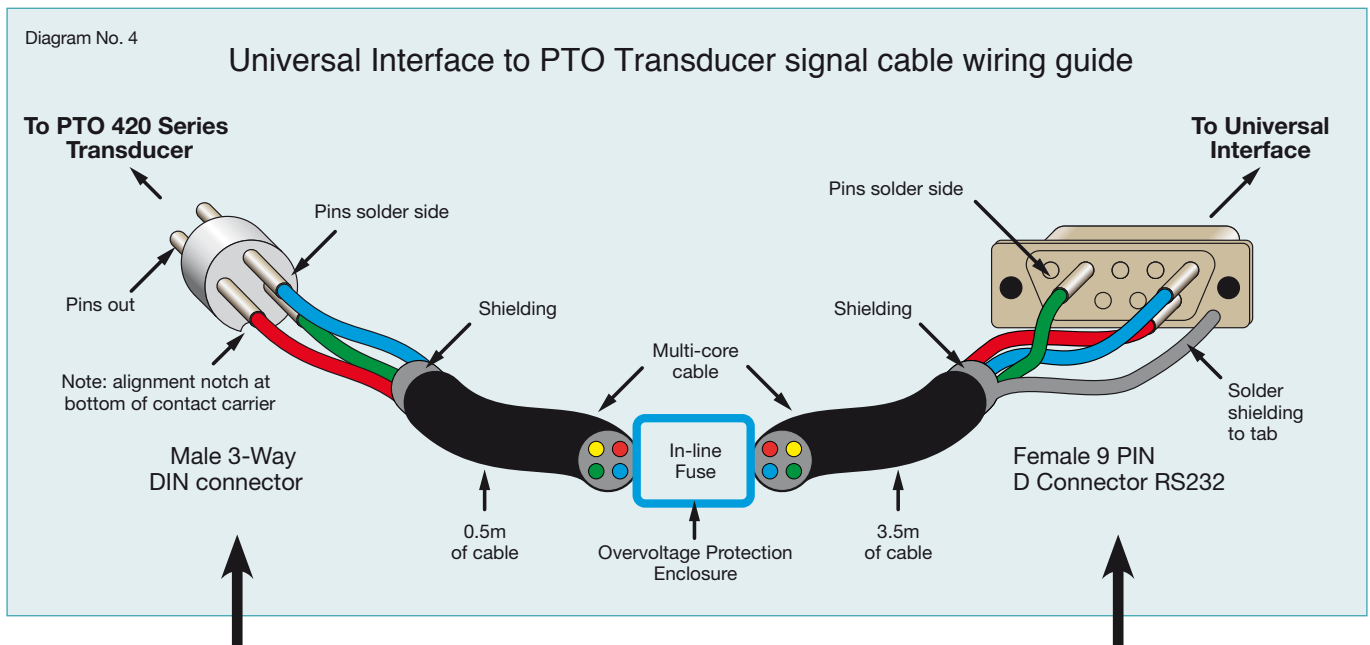 Diagram No. 4
Universal Interface to PTO Transducer signal cable wiring guide
To PTO 420 Series
Transducer
To Universal
Interface
Pins solder side
Pins solder side
Pins out
Shielding
Shielding
Multi-core
cable
Note: alignment notch at
bottom of contact carrier
Solder
shielding
to tab
In-line
Fuse
Male 3-Way
DIN connector
Female 9 PIN
D Connector RS232
0.5m
of cable
Overvoltage Protection
Enclosure
3.5m
of cable